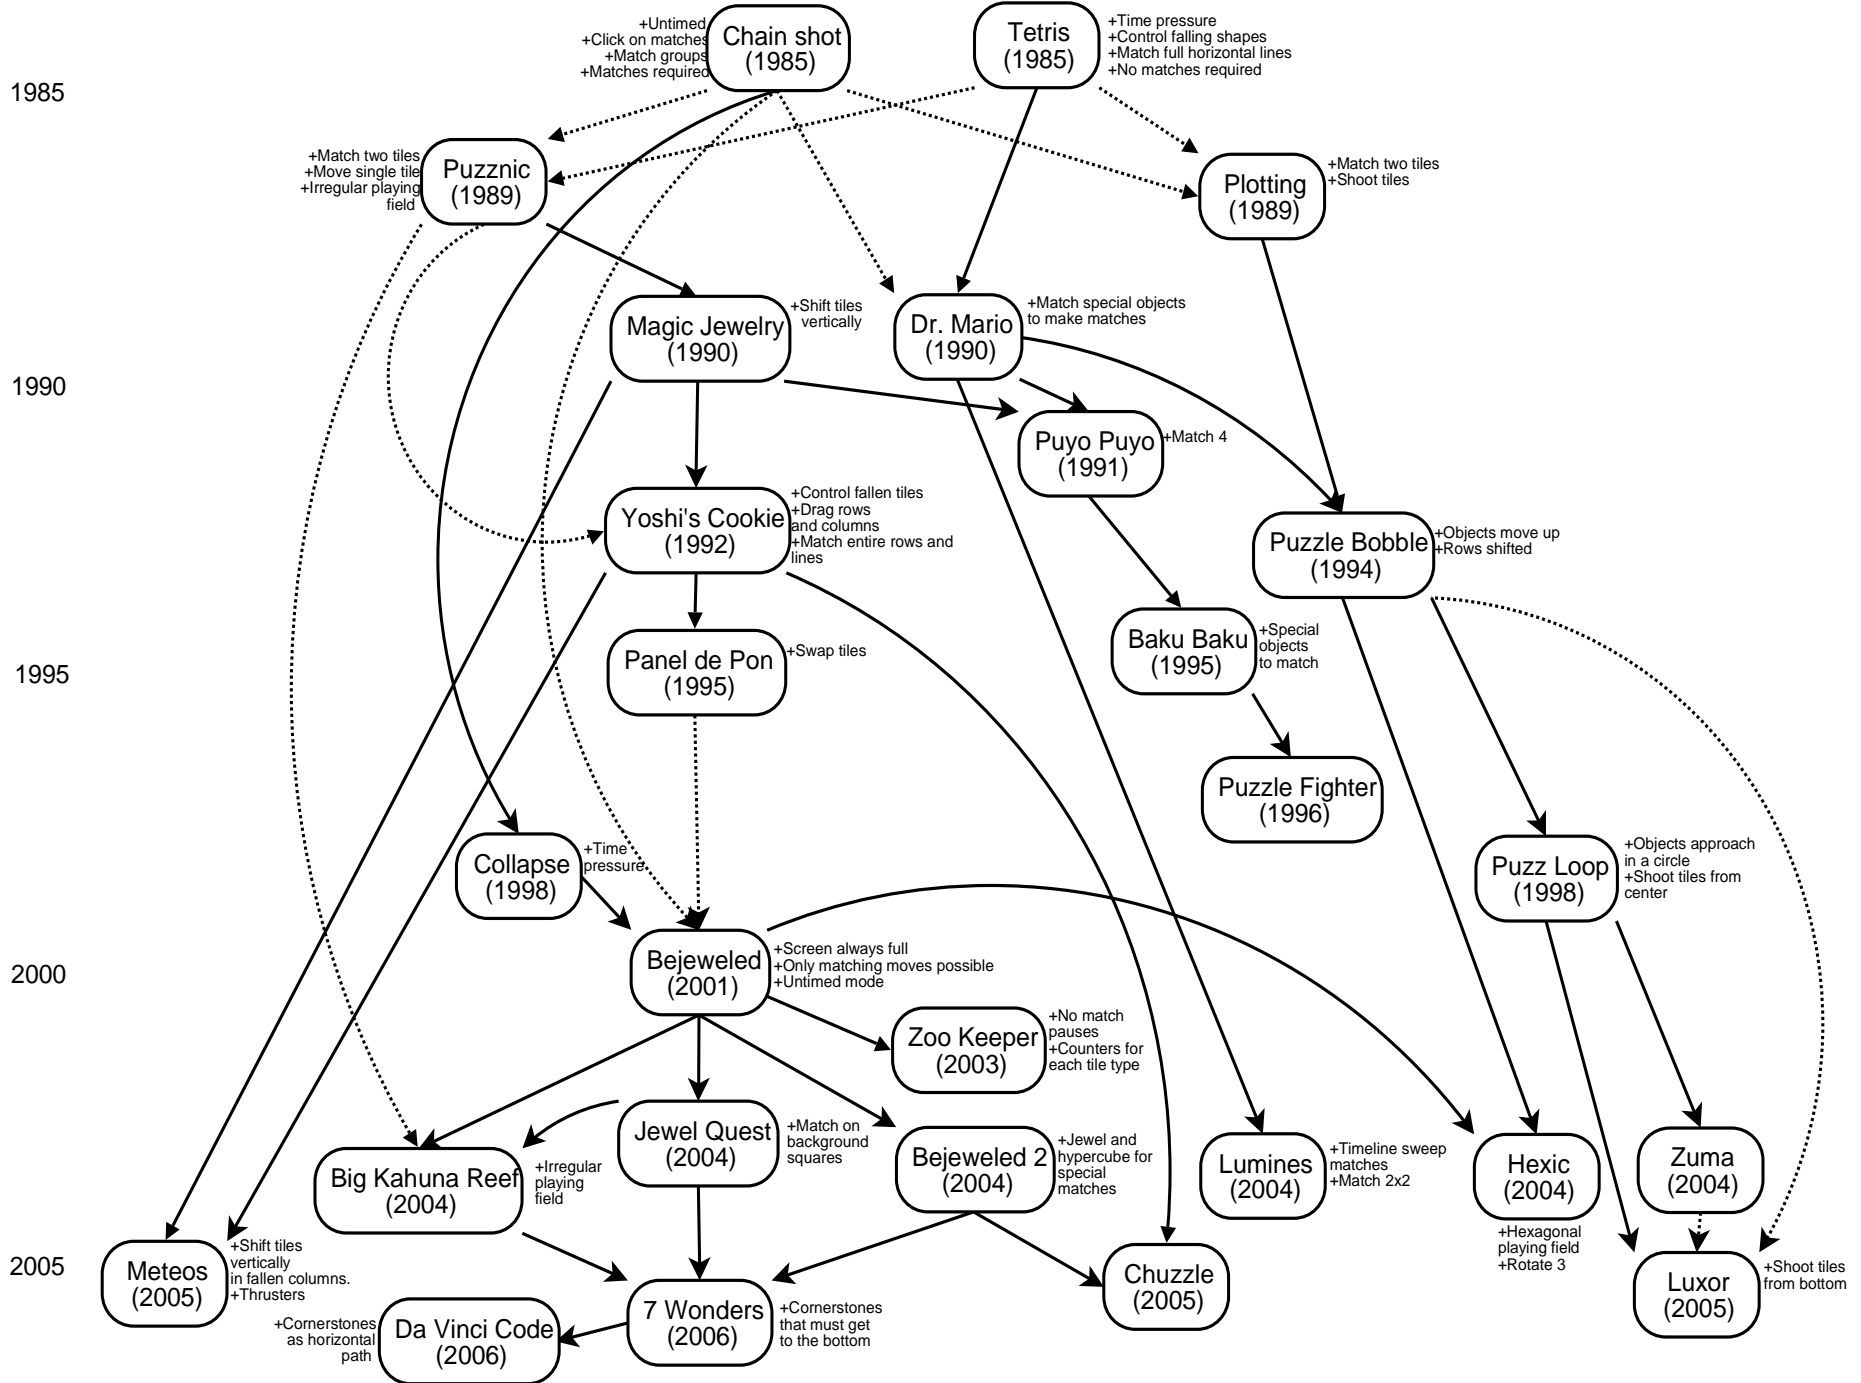 +Untimed
+Click on matches
+Match groups
+Matches required
Chain shot
(1985)
Tetris
(1985)
+Time pressure
+Control falling shapes
+Match full horizontal lines
+No matches required
1985
+Match two tiles
+Move single tile
+Irregular playing
field
Puzznic
(1989)
Plotting
(1989)
+Match two tiles
+Shoot tiles
Magic Jewelry
(1990)
+Shift tiles
vertically
Dr. Mario
(1990)
+Match special objects
to make matches
1990
Puyo Puyo
(1991)
+Match 4
Yoshi's Cookie
(1992)
+Control fallen tiles
+Drag rows
and columns
+Match entire rows and
lines
Puzzle Bobble
(1994)
+Objects move up
+Rows shifted
1995
Panel de Pon
(1995)
+Swap tiles
Baku Baku
(1995)
+Special
objects
to match
Puzzle Fighter
(1996)
Collapse
(1998)
+Time
pressure
Puzz Loop
(1998)
+Objects approach
in a circle
+Shoot tiles from
center
2000
Bejeweled
(2001)
+Screen always full
+Only matching moves possible
+Untimed mode
Zoo Keeper
(2003)
+No match
pauses
+Counters for
each tile type
Big Kahuna Reef
(2004)
+Irregular
playing
field
Jewel Quest
(2004)
+Match on
background
squares
Bejeweled 2
(2004)
+Jewel and
hypercube for
special
matches
Lumines
(2004)
+Timeline sweep
matches
+Match 2x2
Hexic
(2004)
+Hexagonal
playing field
+Rotate 3
Zuma
(2004)
2005
Meteos
(2005)
+Shift tiles
vertically
in fallen columns.
+Thrusters
Chuzzle
(2005)
Luxor
(2005)
+Shoot tiles
from bottom
+Cornerstones
as horizontal
path
Da Vinci Code
(2006)
7 Wonders
(2006)
+Cornerstones
that must get
to the bottom